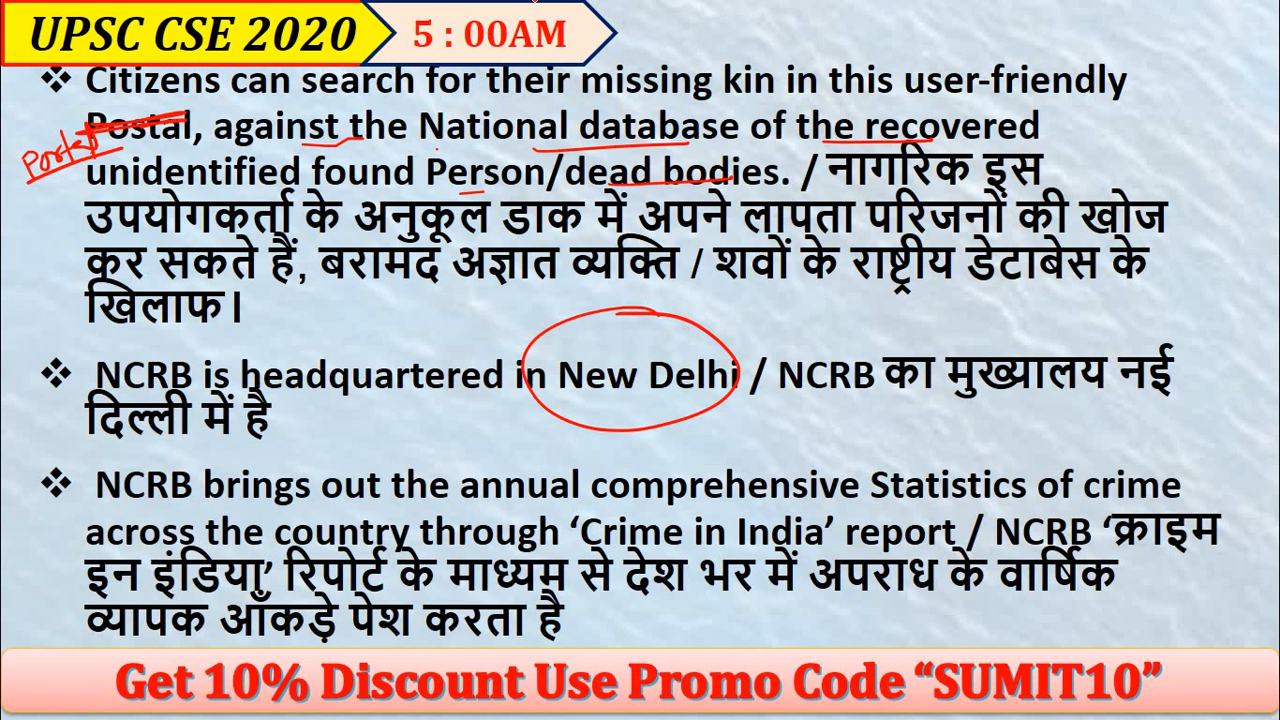 UPSC CSE 2020 5 : 00AM
❖ Citizens can search for their missing kin in this user-friendly
Postal, against the National database of the recovered
Portal
unidentified found Person/dead bodies. / नागरिक इस
उपयोगकर्ता के अनुकूल डाक में अपने लापता परिजनों की खोज
कर सकते हैं, बरामद अज्ञात व्यक्ति / शवों के राष्ट्रीय डेटाबेस के
खिलाफ।
❖ NCRB is headquartered in New Delhi / NCRB का मुख्यालय नई
दिल्ली में है
❖ NCRB brings out the annual comprehensive Statistics of crime
across the country through ‘Crime in India’ report / NCRB ‘क्राइम
इन इंडिया’ रिपोर्ट के माध्यम से देश भर में अपराध के वार्षिक
व्यापक आँकड़े पेश करता है
Get 10% Discount Use Promo Code “SUMIT10”